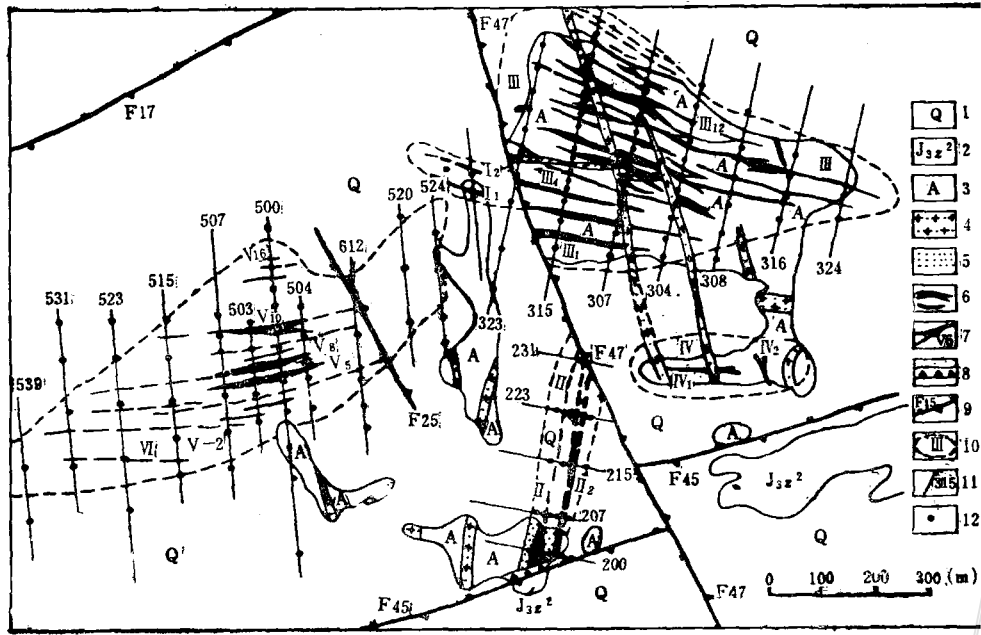 F47
Q
F17
III
A
A
III12
III
A
I2
I1
III4
A
A
A
III1
Q
520
524
500
507
612
V16
515
531
523
503
V10
504
V8
V5
539
VI
V-2
F25
323
315
307
304
308
316
324
A
231
F47
II
IV
IV2
IV1
A
223
Q
Q
A
215
F45
II
II2
J3z2
A
A
A
207
A
A
A
200
Q
Q
Q
F45
J3z2
F47
0 100 200 300 (m)
Q 1
J3z2 2
A 3
4
5
6
V6 7
8
F15 9
III 10
315 11
12